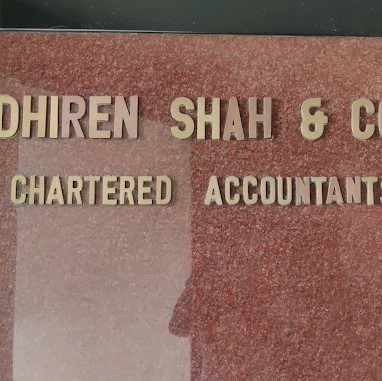 DHIREN SHAH & C
CHARTERED ACCOUNTANTS